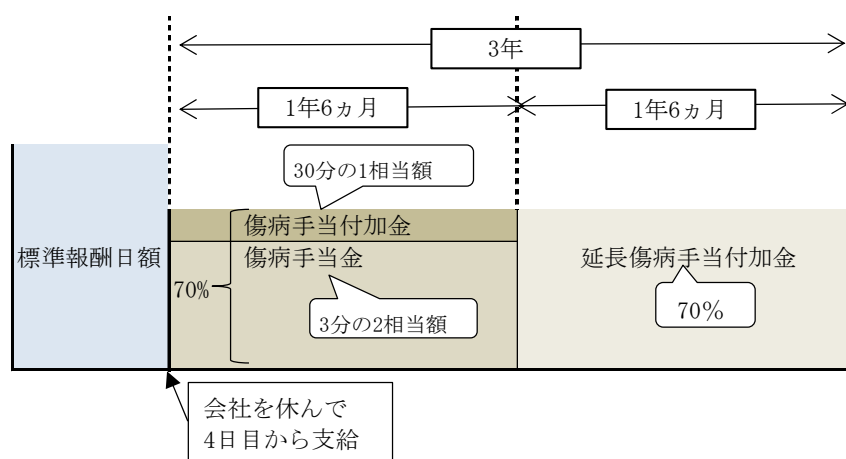 3年
1年6ヵ月
1年6ヵ月
30分の1相当額
傷病手当付加金
標準報酬日額
傷病手当金
延長傷病手当付加金
70%
3分の2相当額
70%
会社を休んで
4日目から支給